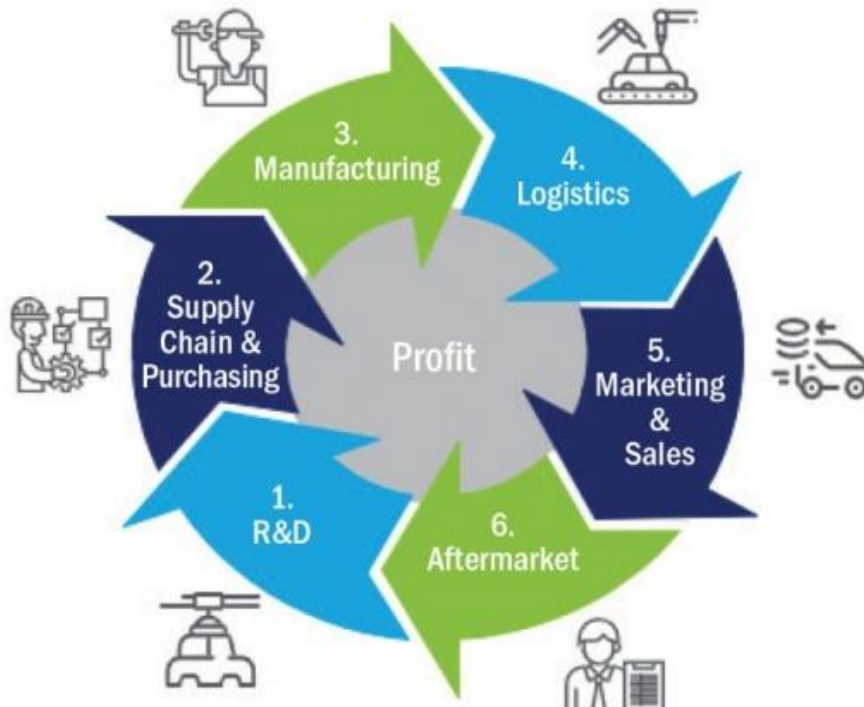 3.
Manufacturing
4.
Logistics
2.
Supply
Chain &
Purchasing
Profit
5.
Marketing
&
Sales
1.
R&D
6.
Aftermarket